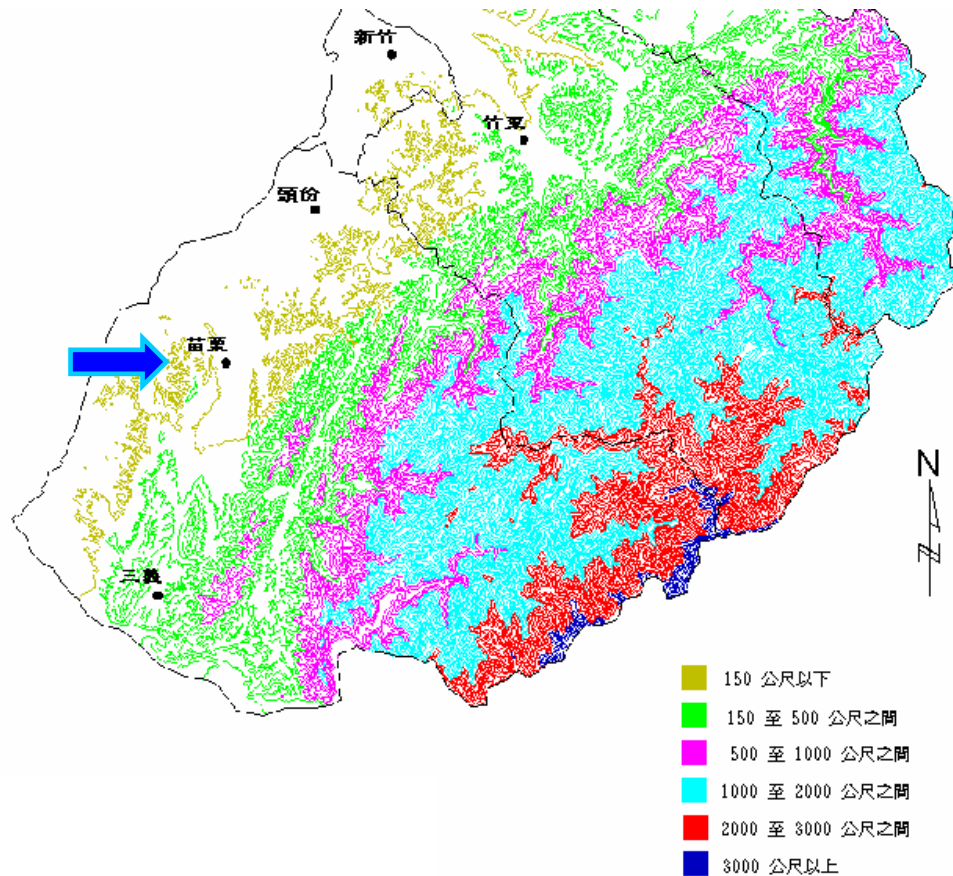 新竹
竹栗
頭份
苗栗
三義
N
150 公尺以下
150 至 500 公尺之間
500 至 1000 公尺之間
1000 至 2000 公尺之間
2000 至 3000 公尺之間
3000 公尺以上